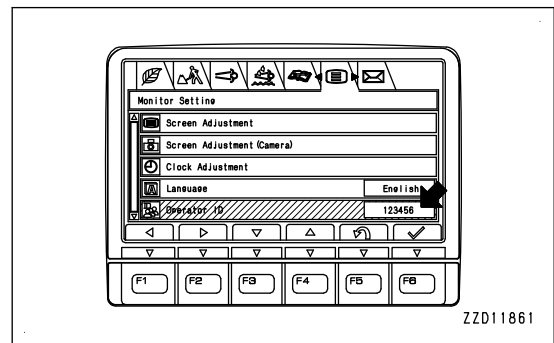 Monitor Setting
Screen Adjustment
Screen Adjustment(Camera)
Clock Adjustment
A Language English
Operator ID 123456
F1 F2 F3 F4 F5 F6
ZZD11861